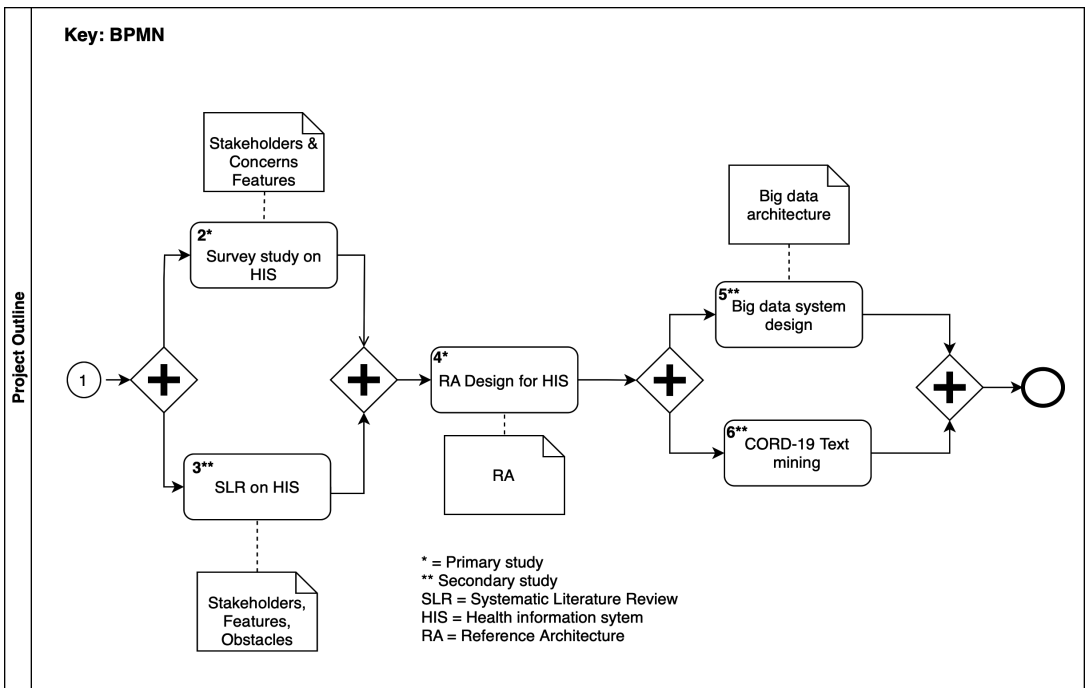 Key: BPMN
Project Outline
Stakeholders &
Concerns
Features
2*
Survey study on
HIS
1
3**
SLR on HIS
Stakeholders,
Features,
Obstacles
4*
RA Design for HIS
RA
Big data
architecture
5**
Big data system
design
6**
CORD-19 Text
mining
* = Primary study
** Secondary study
SLR = Systematic Literature Review
HIS = Health information sytem
RA = Reference Architecture